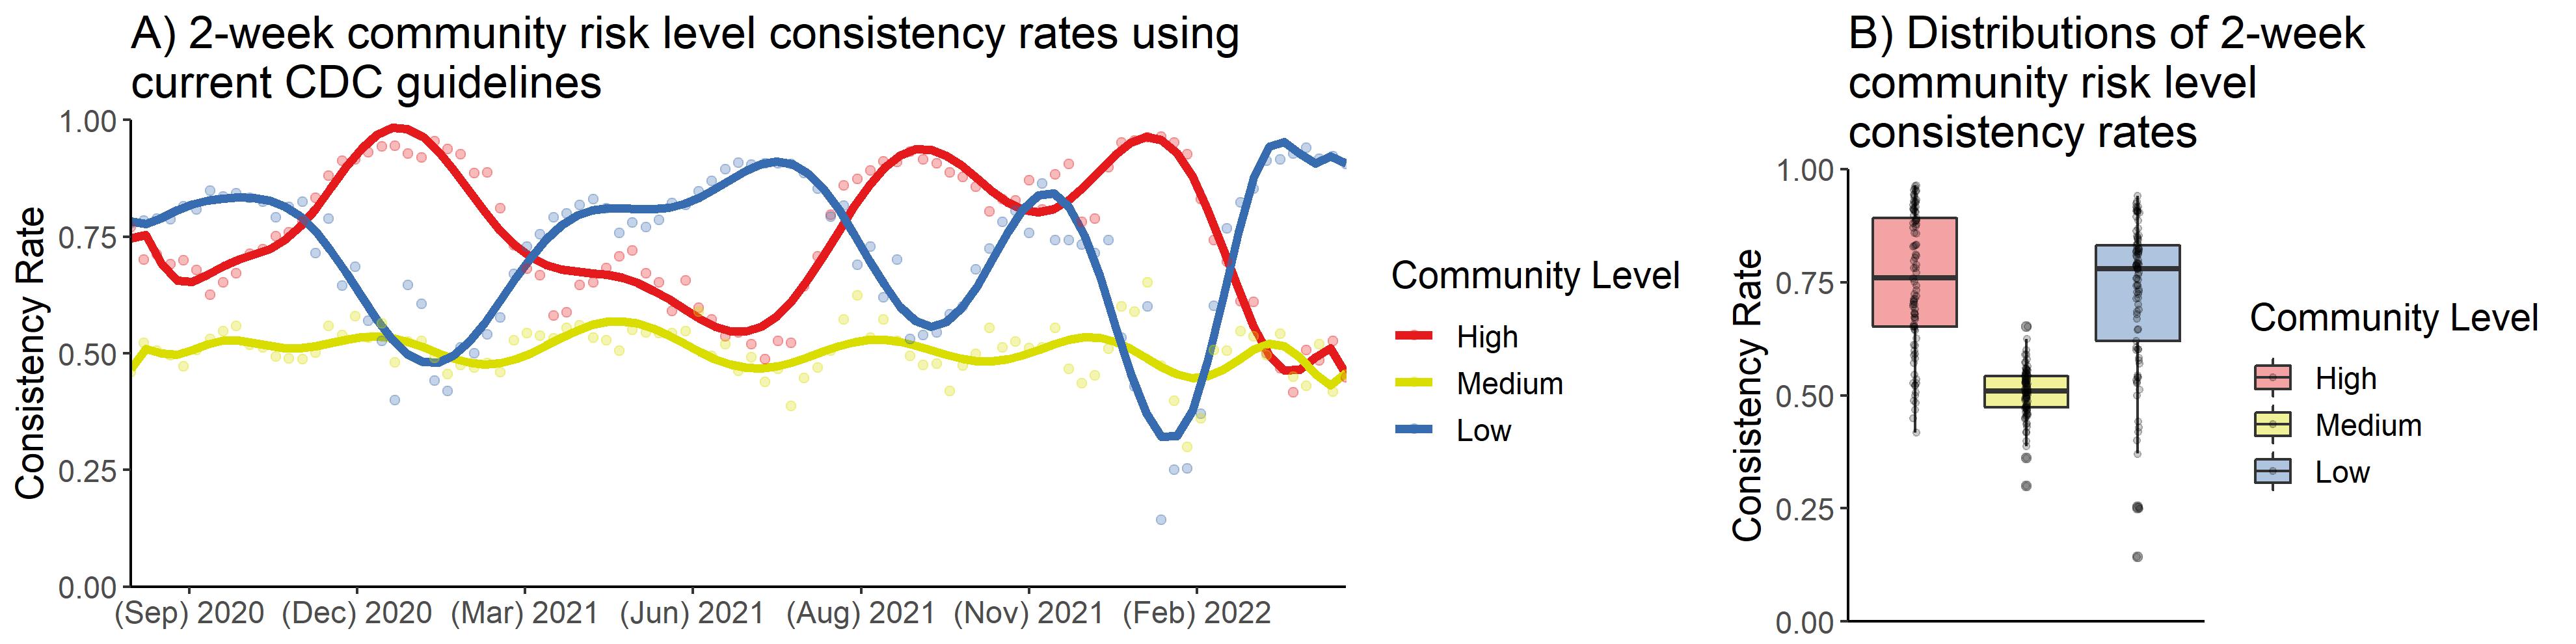 A) 2-week community risk level consistency rates using
current CDC guidelines
1.00
0.75
0.50
0.25
0.00
Consistency Rate
(Sep) 2020
(Dec) 2020
(Mar) 2021
(Jun) 2021
(Aug) 2021
(Nov) 2021
(Feb) 2022
Community Level
High
Medium
Low
B) Distributions of 2-week
community risk level
consistency rates
1.00
0.75
0.50
0.25
0.00
Consistency Rate
Community Level
High
Medium
Low